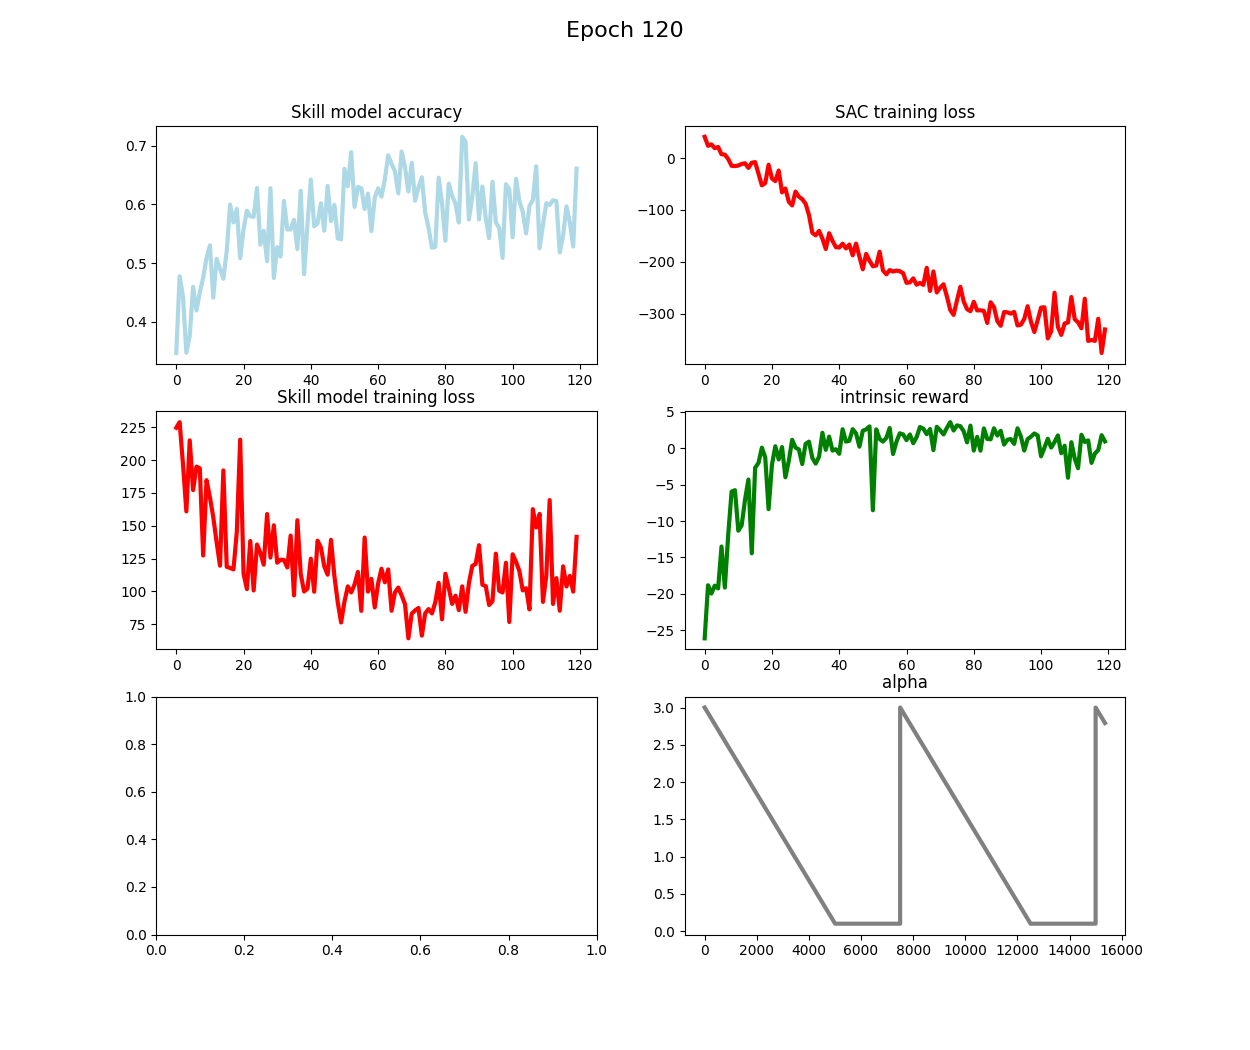 Epoch 120
Skill model accuracy
SAC training loss
0.7
0.6
0.5
0.4
0 20 40 60 80 100 120
0
−100
−200
−300
0 20 40 60 80 100 120
Skill model training loss
intrinsic reward
225
200
175
150
125
100
75
0 20 40 60 80 100 120
5
0
−5
−10
−15
−20
−25
0 20 40 60 80 100 120
alpha
1.0
0.8
0.6
0.4
0.2
0.0
0.0 0.2 0.4 0.6 0.8 1.0
3.0
2.5
2.0
1.5
1.0
0.5
0.0
0 2000 4000 6000 8000 10000 12000 14000 16000